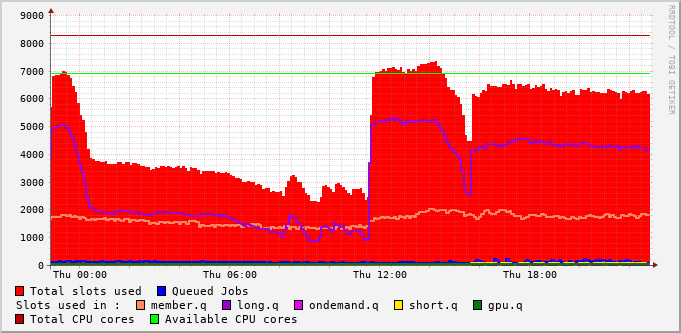 RRDTOOL / TOBI OETIKER
9000
8000
7000
6000
5000
4000
3000
2000
1000
0
Thu 00:00 Thu 06:00 Thu 12:00 Thu 18:00
Total slots used Queued Jobs
Slots used in : member.q long.q ondemand.q short.q gpu.q
Total CPU cores Available CPU cores